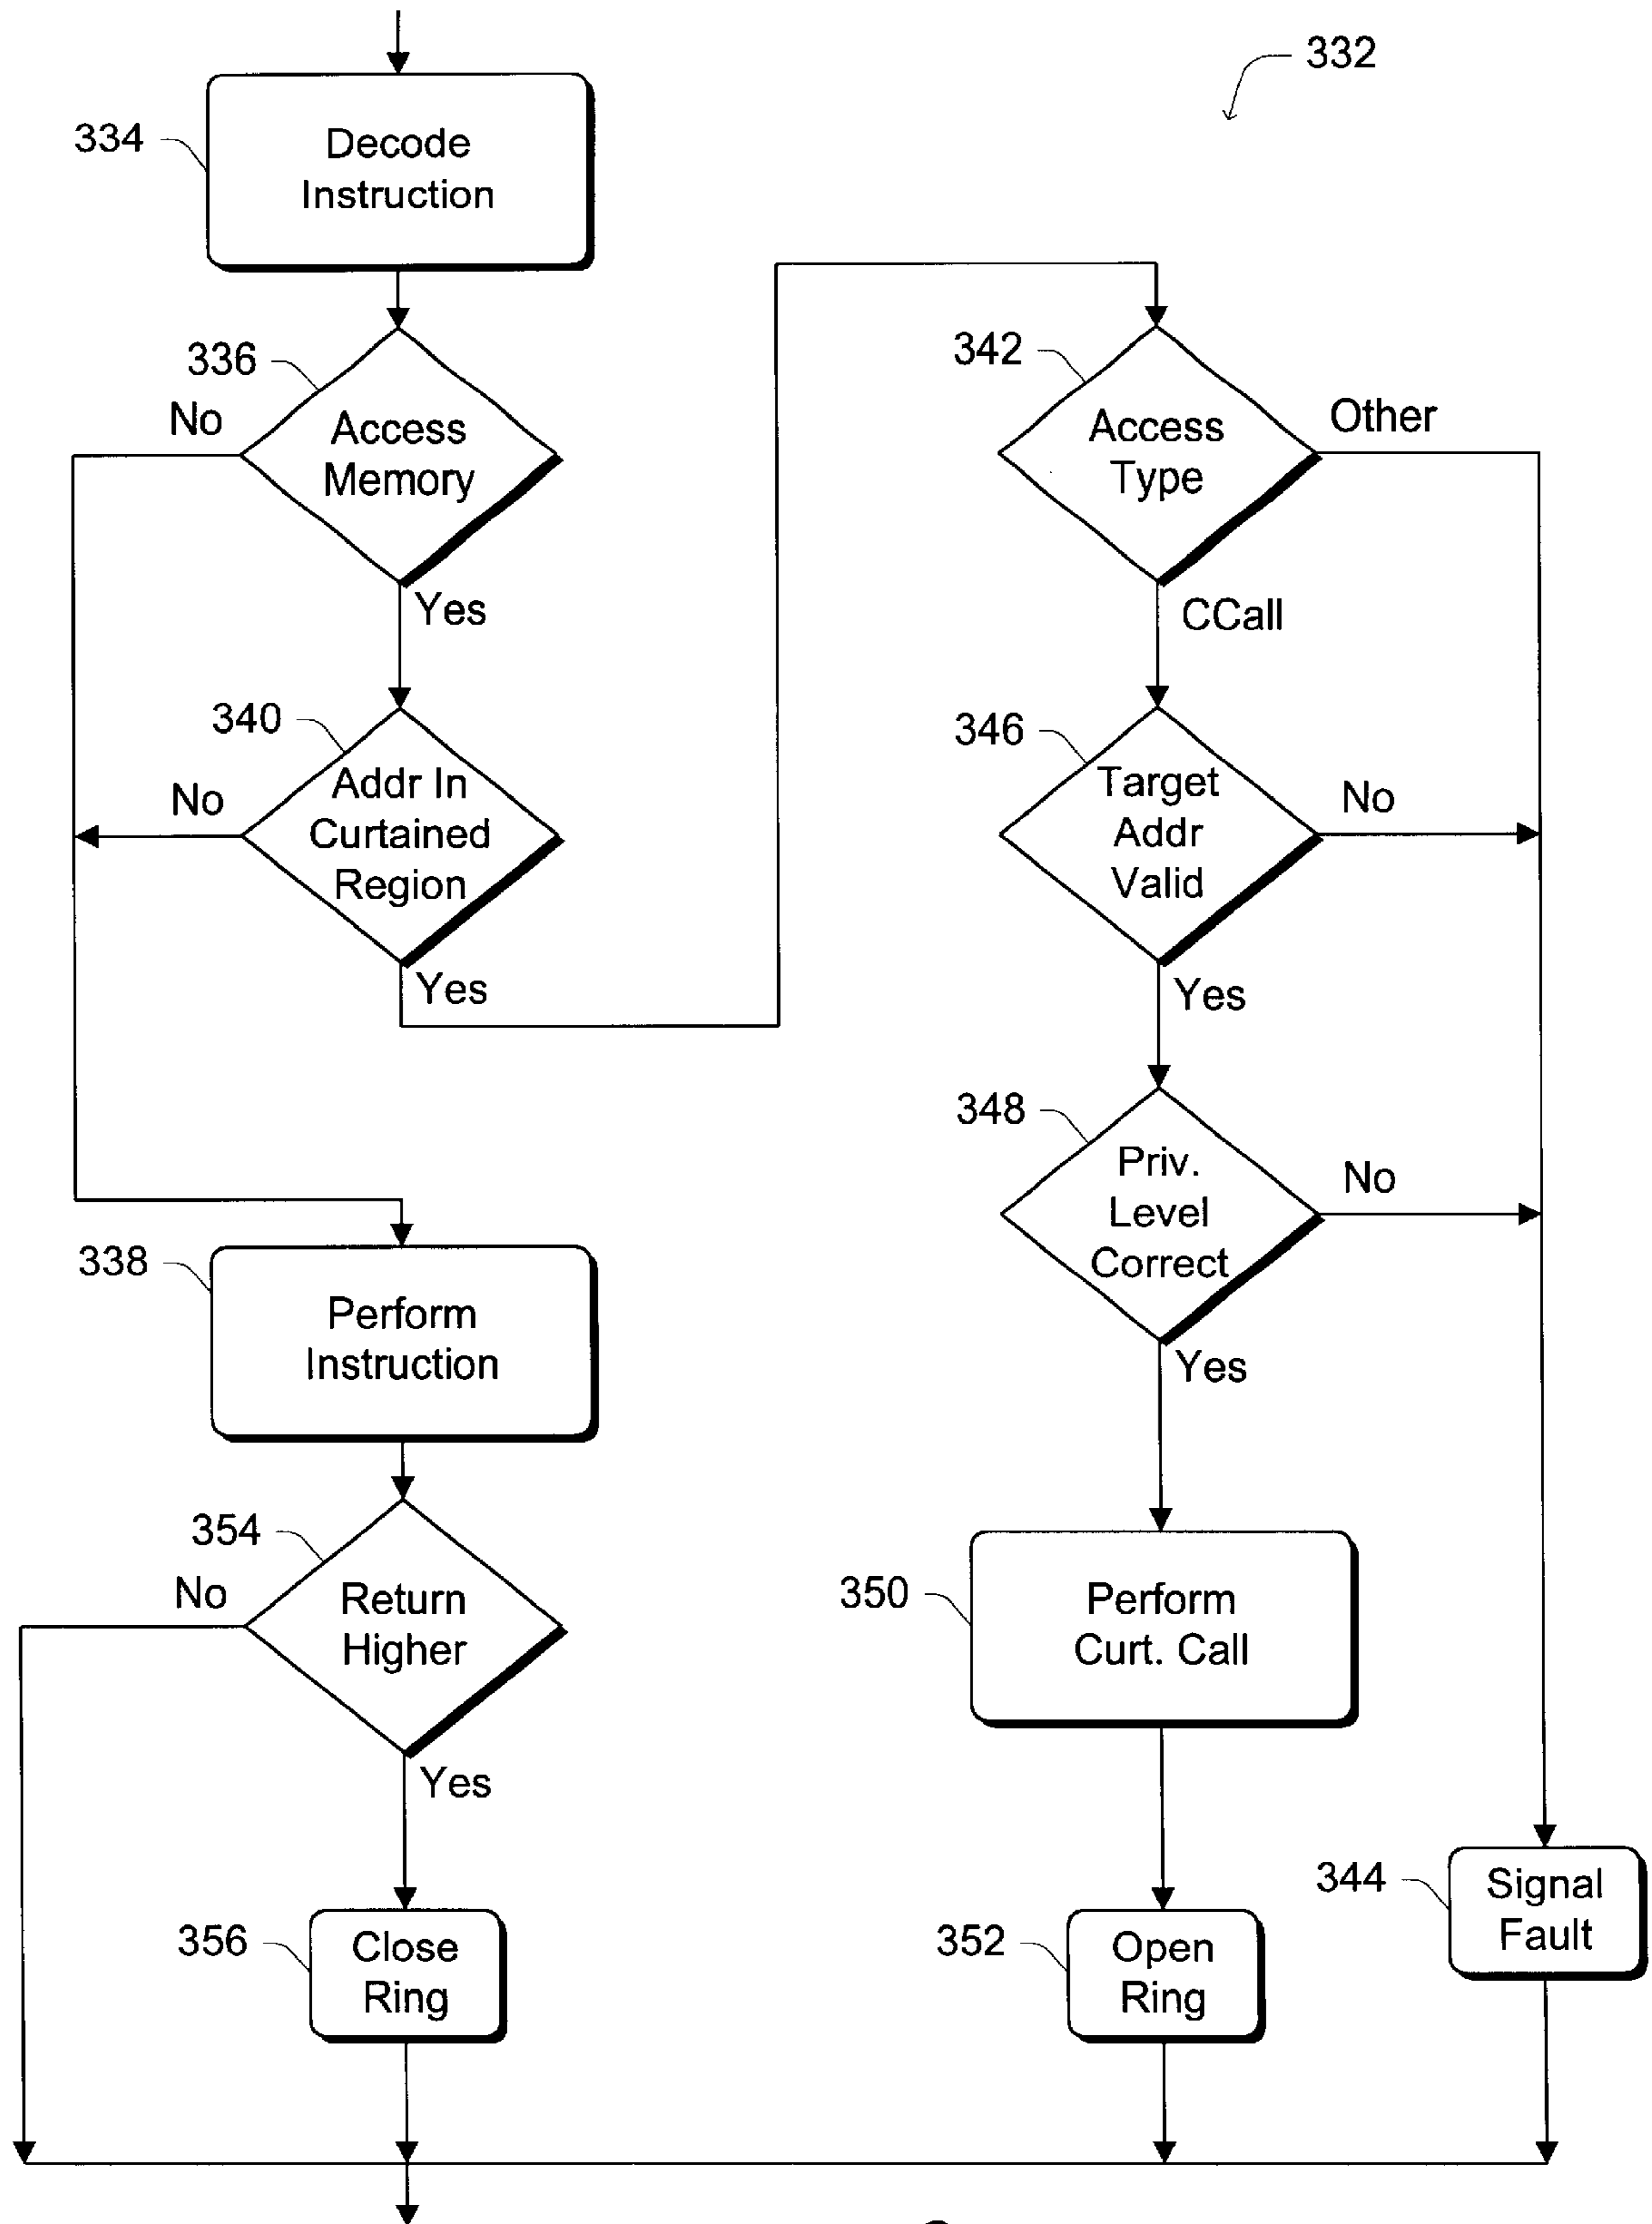 332
334
Decode
Instruction
336
No
Access
Memory
Yes
340
No
Addr In
Curtained
Region
Yes
338
Perform
Instruction
354
No
Return
Higher
Yes
356
Close
Ring
342
Access
Type
Other
CCall
346
Target
Addr
Valid
No
Yes
348
Priv.
Level
Correct
No
Yes
350
Perform
Curt. Call
352
Open
Ring
344
Signal
Fault